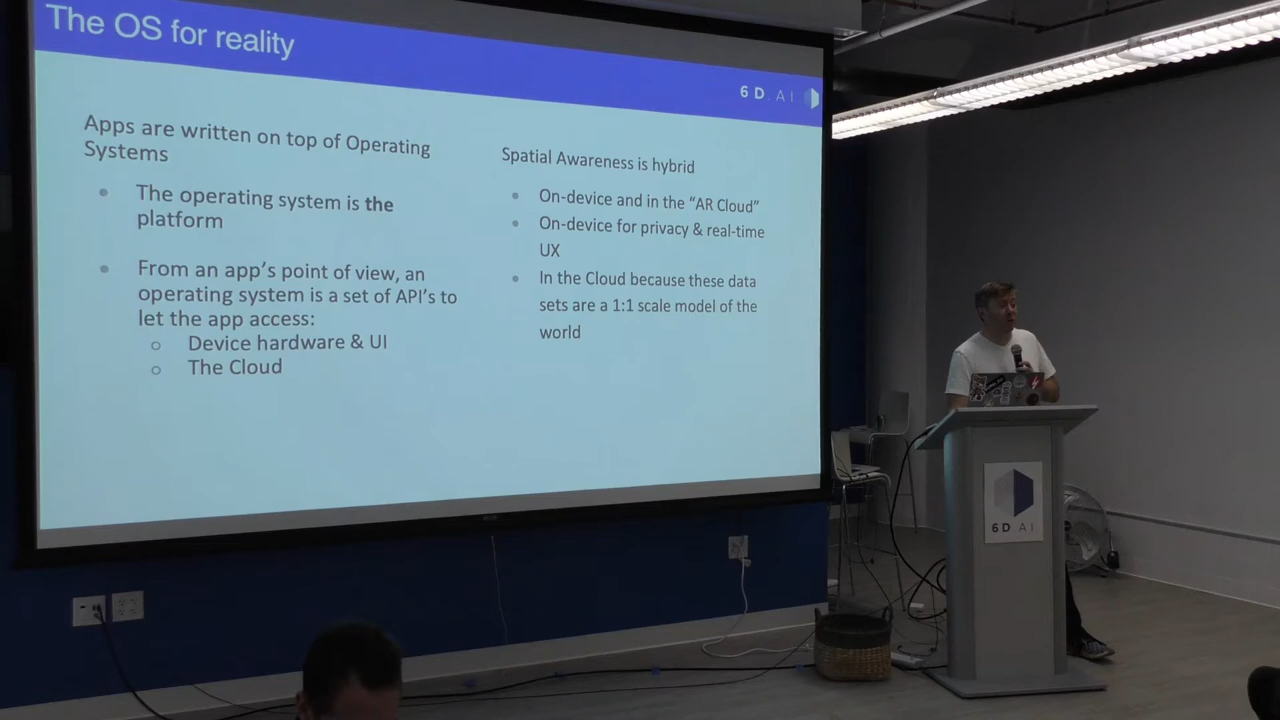 The OS for reality
6D.AI
Apps are written on top of Operating
Systems
The operating system is the
platform
From an app's point of view, an
operating system is a set of API's to
let the app access:
Device hardware & UI
The Cloud
Spatial Awareness is hybrid
On-device and in the “AR Cloud”
On-device for privacy & real-time
UX
In the Cloud because these data
sets are a 1:1 scale model of the
world
6D.AI